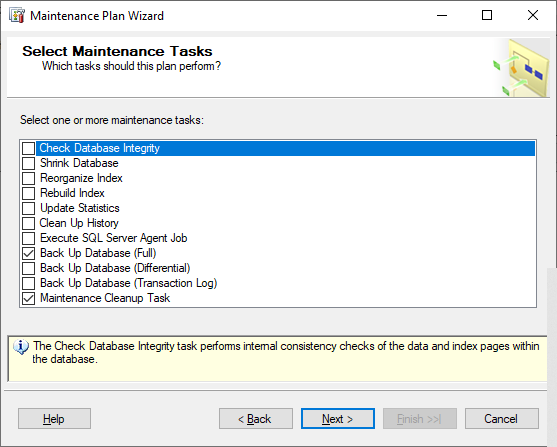 Maintenance Plan Wizard
Select Maintenance Tasks
Which tasks should this plan perform?
Select one or more maintenance tasks:
Check Database Integrity
Shrink Database
Reorganize Index
Rebuild Index
Update Statistics
Clean Up History
Execute SQL Server Agent Job
Back Up Database (Full)
Back Up Database (Differential)
Back Up Database (Transaction Log)
Maintenance Cleanup Task
The Check Database Integrity task performs internal consistency checks of the data and index pages within
the database.
Help
< Back
Next >
Finish >>|
Cancel